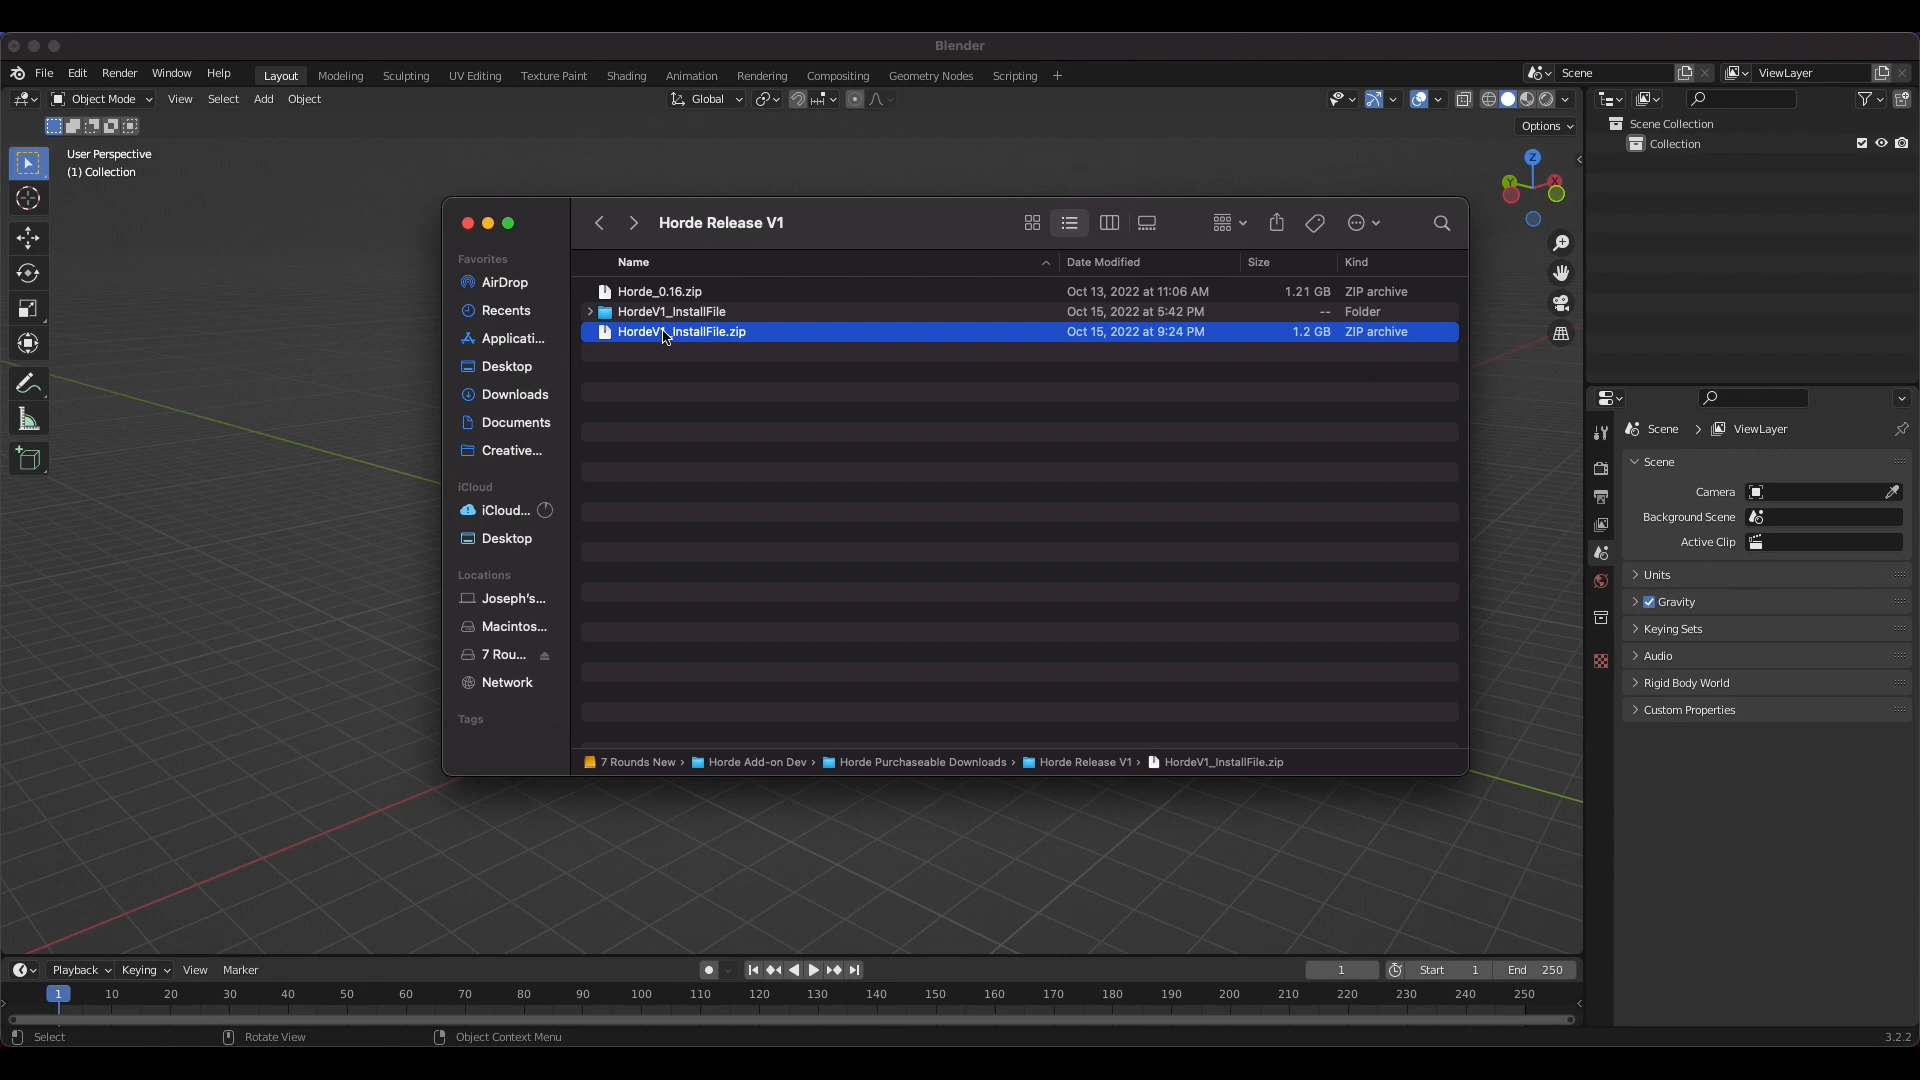 Blender
File Edit Render Window Help Layout Modeling Sculpting UV Editing Texture Paint Shading Animation Rendering Compositing Geometry Nodes Scripting + Scene ViewLayer
Object Mode View Select Add Object Global
Options
User Perspective
(1) Collection
Scene Collection
Collection
Z
Y
X
Horde Release V1
Favorites
AirDrop
Recents
Applicati...
Desktop
Downloads
Documents
Creative...
iCloud
iCloud...
Desktop
Locations
Joseph's...
Macintos...
7 Rou...
Network
Tags
Name Date Modified Size Kind
Horde_0.16.zip Oct 13, 2022 at 11:06 AM 1.21 GB ZIP archive
HordeV1_InstallFile Oct 15, 2022 at 5:42 PM -- Folder
HordeV1_InstallFile.zip Oct 15, 2022 at 9:24 PM 1.2 GB ZIP archive
7 Rounds New › Horde Add-on Dev › Horde Purchaseable Downloads › Horde Release V1 › HordeV1_InstallFile.zip
Scene > ViewLayer
Scene
Camera
Background Scene
Active Clip
Units
Gravity
Keying Sets
Audio
Rigid Body World
Custom Properties
Playback Keying View Marker 1 Start 1 End 250
1 10 20 30 40 50 60 70 80 90 100 110 120 130 140 150 160 170 180 190 200 210 220 230 240 250
Select Rotate View Object Context Menu 3.2.2